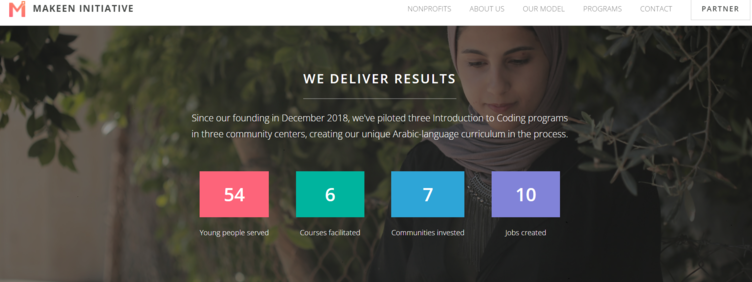 MAKEEN INITIATIVE
NONPROFITS ABOUT US OUR MODEL PROGRAMS CONTACT PARTNER
WE DELIVER RESULTS
Since our founding in December 2018, we've piloted three Introduction to Coding programs
in three community centers, creating our unique Arabic-language curriculum in the process.
54 6 7 10
Young people served Courses facilitated Communities invested Jobs created